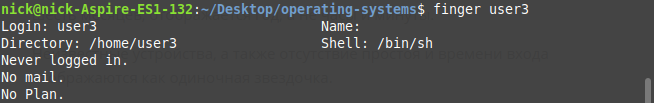 nick@nick-Aspire-ES1-132:~/Desktop/operating-systems$ finger user3
Login: user3 Name:
Directory: /home/user3 Shell: /bin/sh
Never logged in.
No mail.
No Plan.